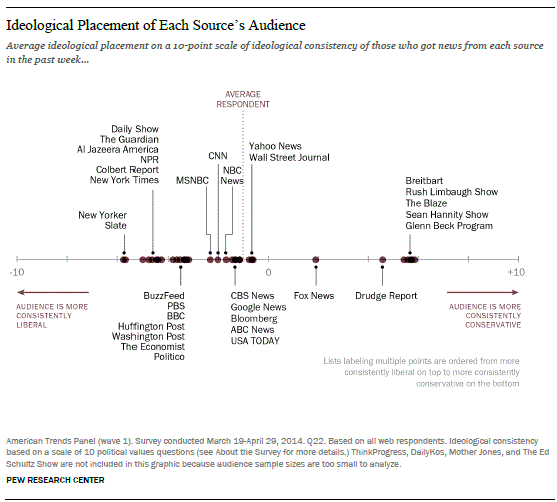 Ideological Placement of Each Source's Audience
Average ideological placement on a 10-point scale of ideological consistency of those who got news from each source
in the past week...
AVERAGE
RESPONDENT
Daily Show
The Guardian
Al Jazeera America
NPR
Colbert Report
New York Times
CNN
Yahoo News
Wall Street Journal
MSNBC
NBC
News
Breitbart
Rush Limbaugh Show
The Blaze
Sean Hannity Show
Glenn Beck Program
New Yorker
Slate
-10
0
+10
AUDIENCE IS MORE
CONSISTENTLY
LIBERAL
BuzzFeed
PBS
BBC
Huffington Post
Washington Post
The Economist
Politico
CBS News
Google News
Bloomberg
ABC News
USA TODAY
Fox News
Drudge Report
AUDIENCE IS MORE
CONSISTENTLY
CONSERVATIVE
Lists labeling multiple points are ordered from more
consistently liberal on top to more consistently
conservative on the bottom
American Trends Panel (wave 1). Survey conducted March 19-April 29, 2014. Q22. Based on all web respondents. Ideological consistency
based on a scale of 10 political values questions (see About the Survey for more details.) ThinkProgress, DailyKos, Mother Jones, and The Ed
Schultz Show are not included in this graphic because audience sample sizes are too small to analyze.
PEW RESEARCH CENTER